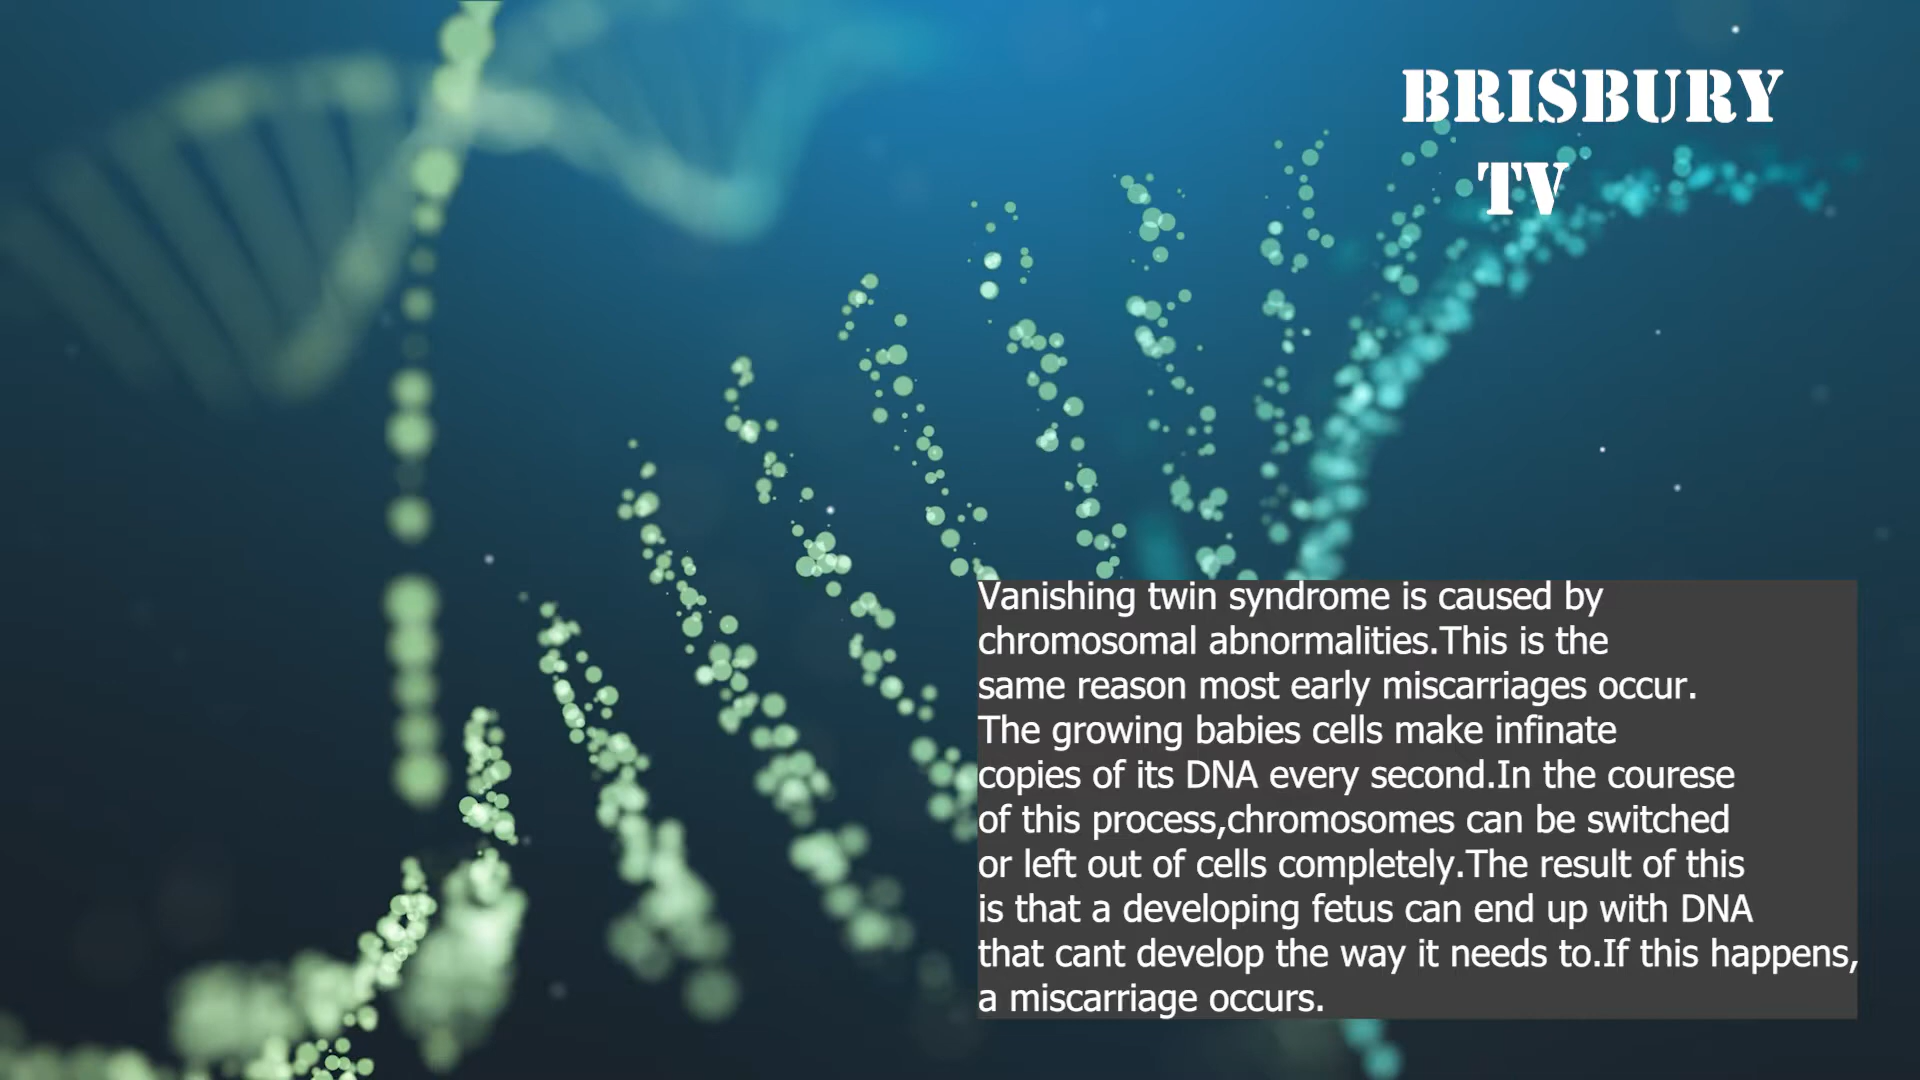 BRISBURY
TV
Vanishing twin syndrome is caused by
chromosomal abnormalities.This is the
same reason most early miscarriages occur.
The growing babies cells make infinate
copies of its DNA every second.In the courese
of this process,chromosomes can be switched
or left out of cells completely.The result of this
is that a developing fetus can end up with DNA
that cant develop the way it needs to.If this happens,
a miscarriage occurs.